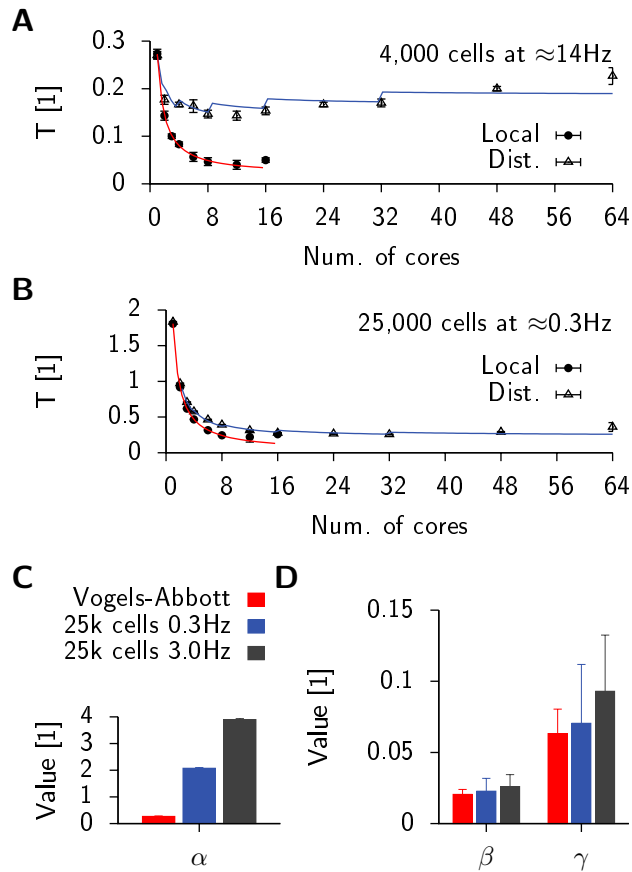 A
4,000 cells at ≈14Hz
T [1]
0.3
0.2
0.1
0
Local
Dist.
0 8 16 24 32 40 48 56 64
Num. of cores
B
25,000 cells at ≈0.3Hz
T [1]
2
1.5
1
0.5
0
Local
Dist.
0 8 16 24 32 40 48 56 64
Num. of cores
C
Vogels-Abbott
25k cells 0.3Hz
25k cells 3.0Hz
Value [1]
4
3
2
1
0
α
D
Value [1]
0.15
0.1
0.05
0
β γ